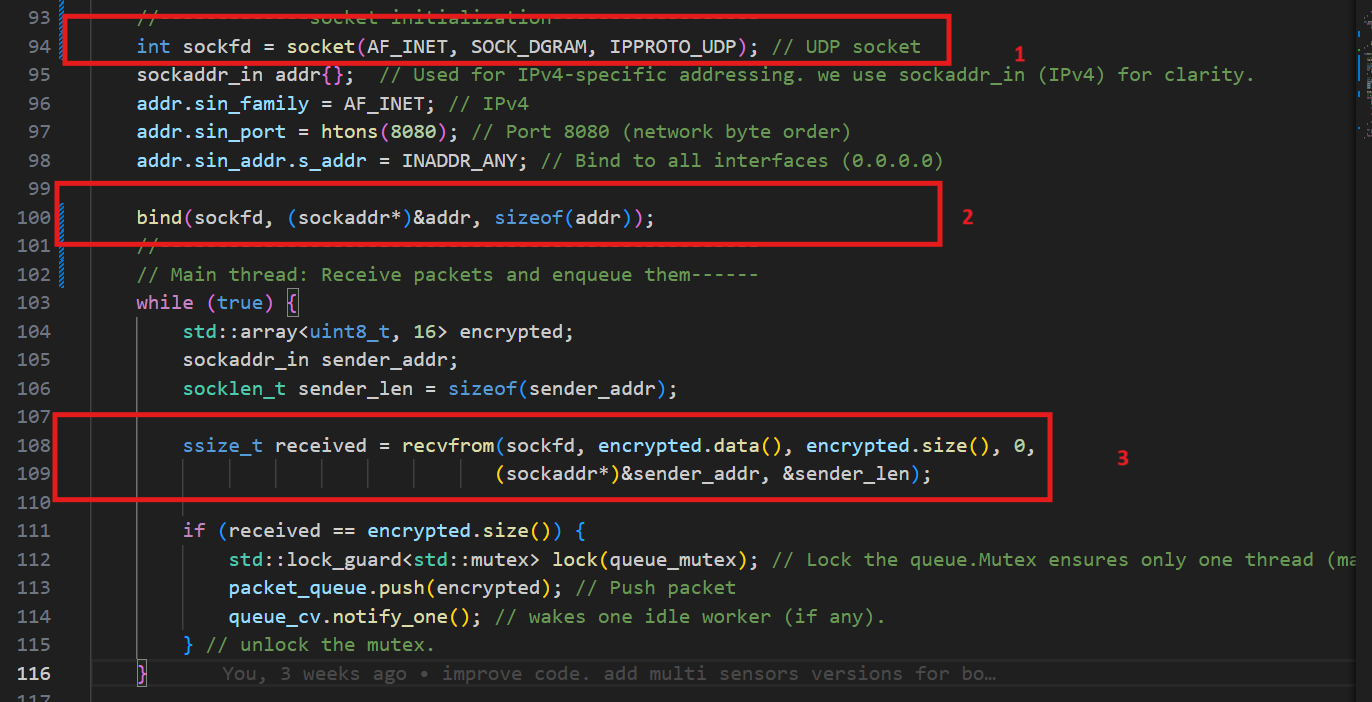 93 //---------------- socket initialization
94 int sockfd = socket(AF_INET, SOCK_DGRAM, IPPROTO_UDP); // UDP socket
1
95 sockaddr_in addr{}; // Used for IPv4-specific addressing. we use sockaddr_in (IPv4) for clarity.
96 addr.sin_family = AF_INET; // IPv4
97 addr.sin_port = htons(8080); // Port 8080 (network byte order)
98 addr.sin_addr.s_addr = INADDR_ANY; // Bind to all interfaces (0.0.0.0)
99
100 bind(sockfd, (sockaddr*)&addr, sizeof(addr));
2
101 //
102 // Main thread: Receive packets and enqueue them------
103 while (true) {
104 std::array<uint8_t, 16> encrypted;
105 sockaddr_in sender_addr;
106 socklen_t sender_len = sizeof(sender_addr);
107
108 ssize_t received = recvfrom(sockfd, encrypted.data(), encrypted.size(), 0,
3
109 (sockaddr*)&sender_addr, &sender_len);
110
111 if (received == encrypted.size()) {
112 std::lock_guard<std::mutex> lock(queue_mutex); // Lock the queue.Mutex ensures only one thread (ma
113 packet_queue.push(encrypted); // Push packet
114 queue_cv.notify_one(); // wakes one idle worker (if any).
115 } // unlock the mutex.
116 } You, 3 weeks ago • improve code. add multi sensors versions for bo…
117